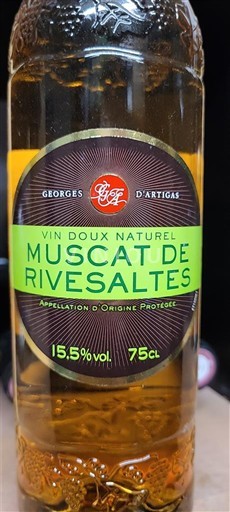 GEORGES D'ARTIGAS
VIN DOUX NATUREL
MUSCAT DE
RIVESALTES
APPELLATION D'ORIGINE PROTÉGÉE
15.5%vol. 75CL